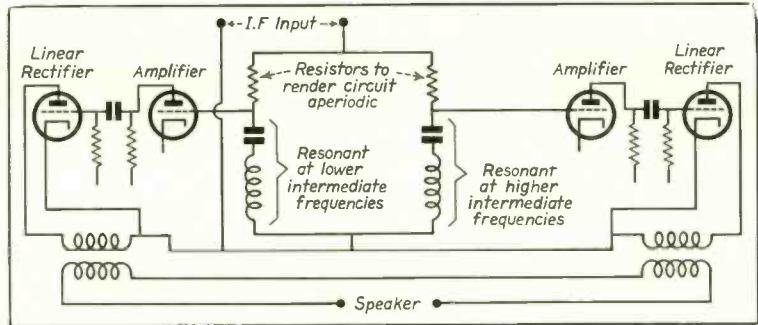 I.F Input
Linear
Rectifier
Amplifier
Resistors to
render circuit
aperiodic
Amplifier
Linear
Rectifier
Resonant
at lower
intermediate
frequencies
Resonant
at higher
intermediate
frequencies
Speaker